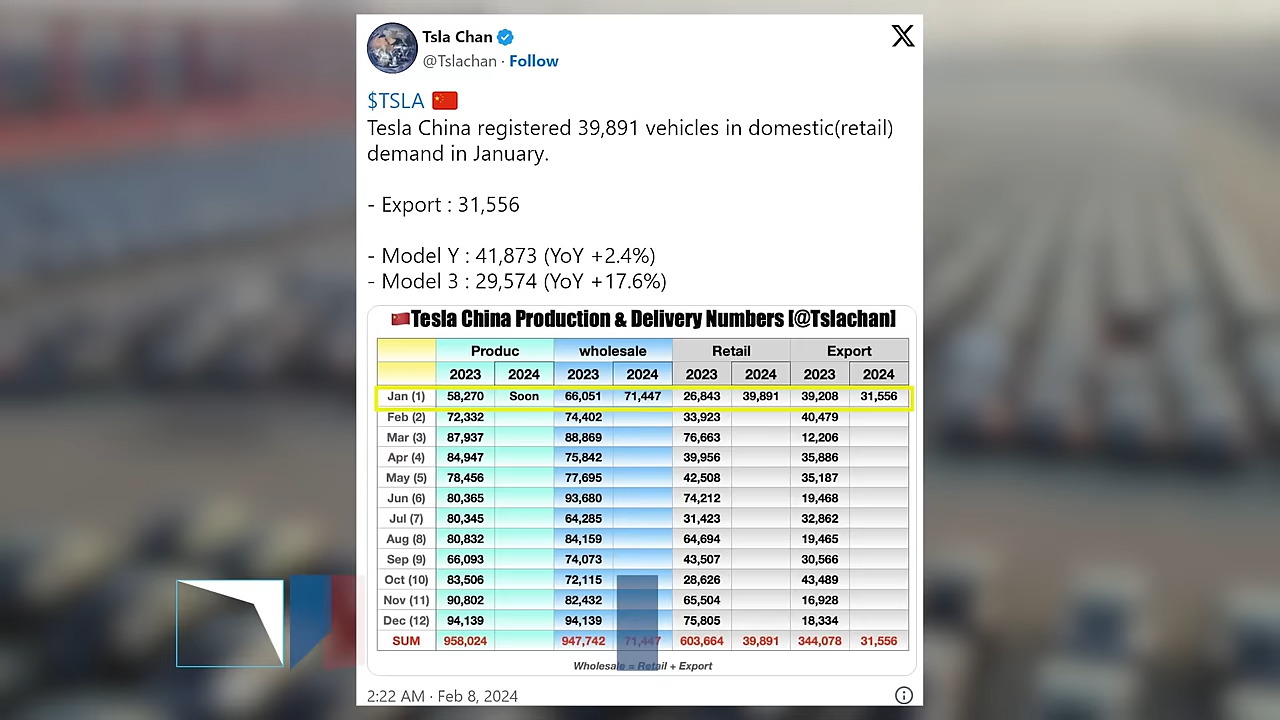 Tsla Chan
@Tslachan · Follow
$TSLA 🇨🇳
Tesla China registered 39,891 vehicles in domestic(retail)
demand in January.
- Export : 31,556
- Model Y : 41,873 (YoY +2.4%)
- Model 3 : 29,574 (YoY +17.6%)
🇨🇳Tesla China Production & Delivery Numbers [@Tslachan]
Produc wholesale Retail Export
2023 2024 2023 2024 2023 2024 2023 2024
Jan (1) 58,270 Soon 66,051 71,447 26,843 39,891 39,208 31,556
Feb (2) 72,332 74,402 33,923 40,479
Mar (3) 87,937 88,869 76,663 12,206
Apr (4) 84,947 75,842 39,956 35,886
May (5) 78,456 77,695 42,508 35,187
Jun (6) 80,365 93,680 74,212 19,468
Jul (7) 80,345 64,285 31,423 32,862
Aug (8) 80,832 84,159 64,694 19,465
Sep (9) 66,093 74,073 43,507 30,566
Oct (10) 83,506 72,115 28,626 43,489
Nov (11) 90,802 82,432 65,504 16,928
Dec (12) 94,139 94,139 75,805 18,334
SUM 958,024 947,742 71,447 603,664 39,891 344,078 31,556
Wholesale = Retail + Export
2:22 AM · Feb 8, 2024